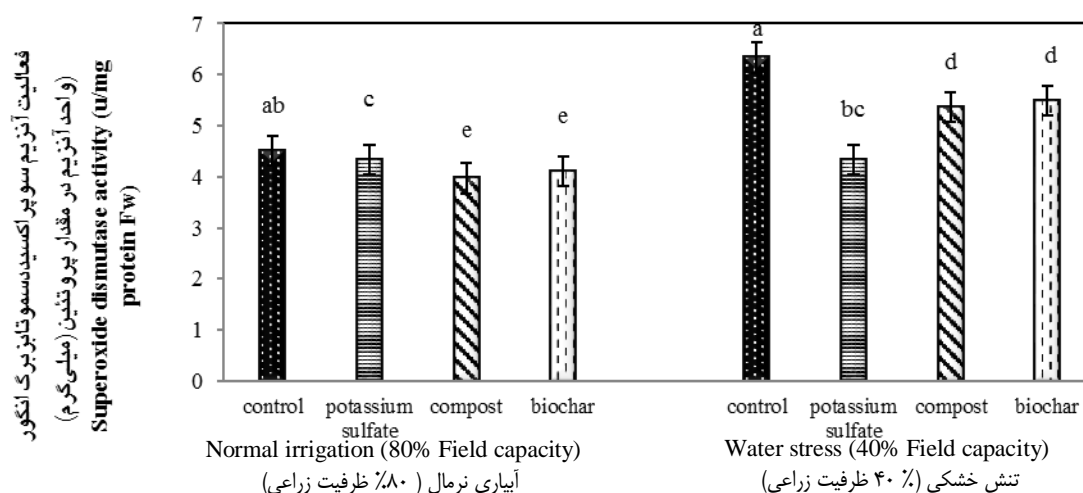 فعالیت آنزیم سوپراکسیددسموتاز برگ انگور
(واحد آنزیم در مقدار پروتئین (میلی‌گرم)
Superoxide dismutase activity (u/mg
protein Fw)
7
6
5
4
3
2
1
0
ab
c
e
e
a
bc
d
d
control
potassium
sulfate
compost
biochar
control
potassium
sulfate
compost
biochar
Normal irrigation (80% Field capacity)
آبیاری نرمال ( ۸۰٪ ظرفیت زراعی)
Water stress (40% Field capacity)
تنش خشکی (٪ ۴۰ ظرفیت زراعی)